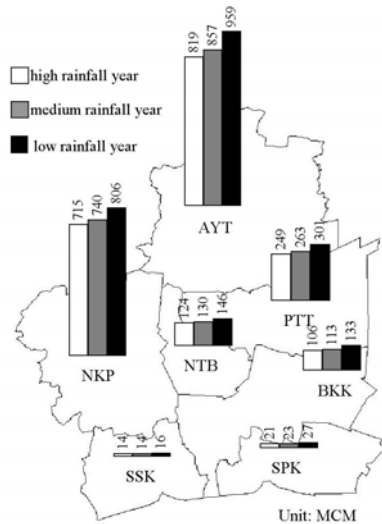 819 857 959
high rainfall year
medium rainfall year
low rainfall year
715 740 806
AYT
249 263 301
124 130 146
PTT
106 113 133
NKP
NTB
BKK
14 14 16
21 23 27
SSK
SPK
Unit: MCM